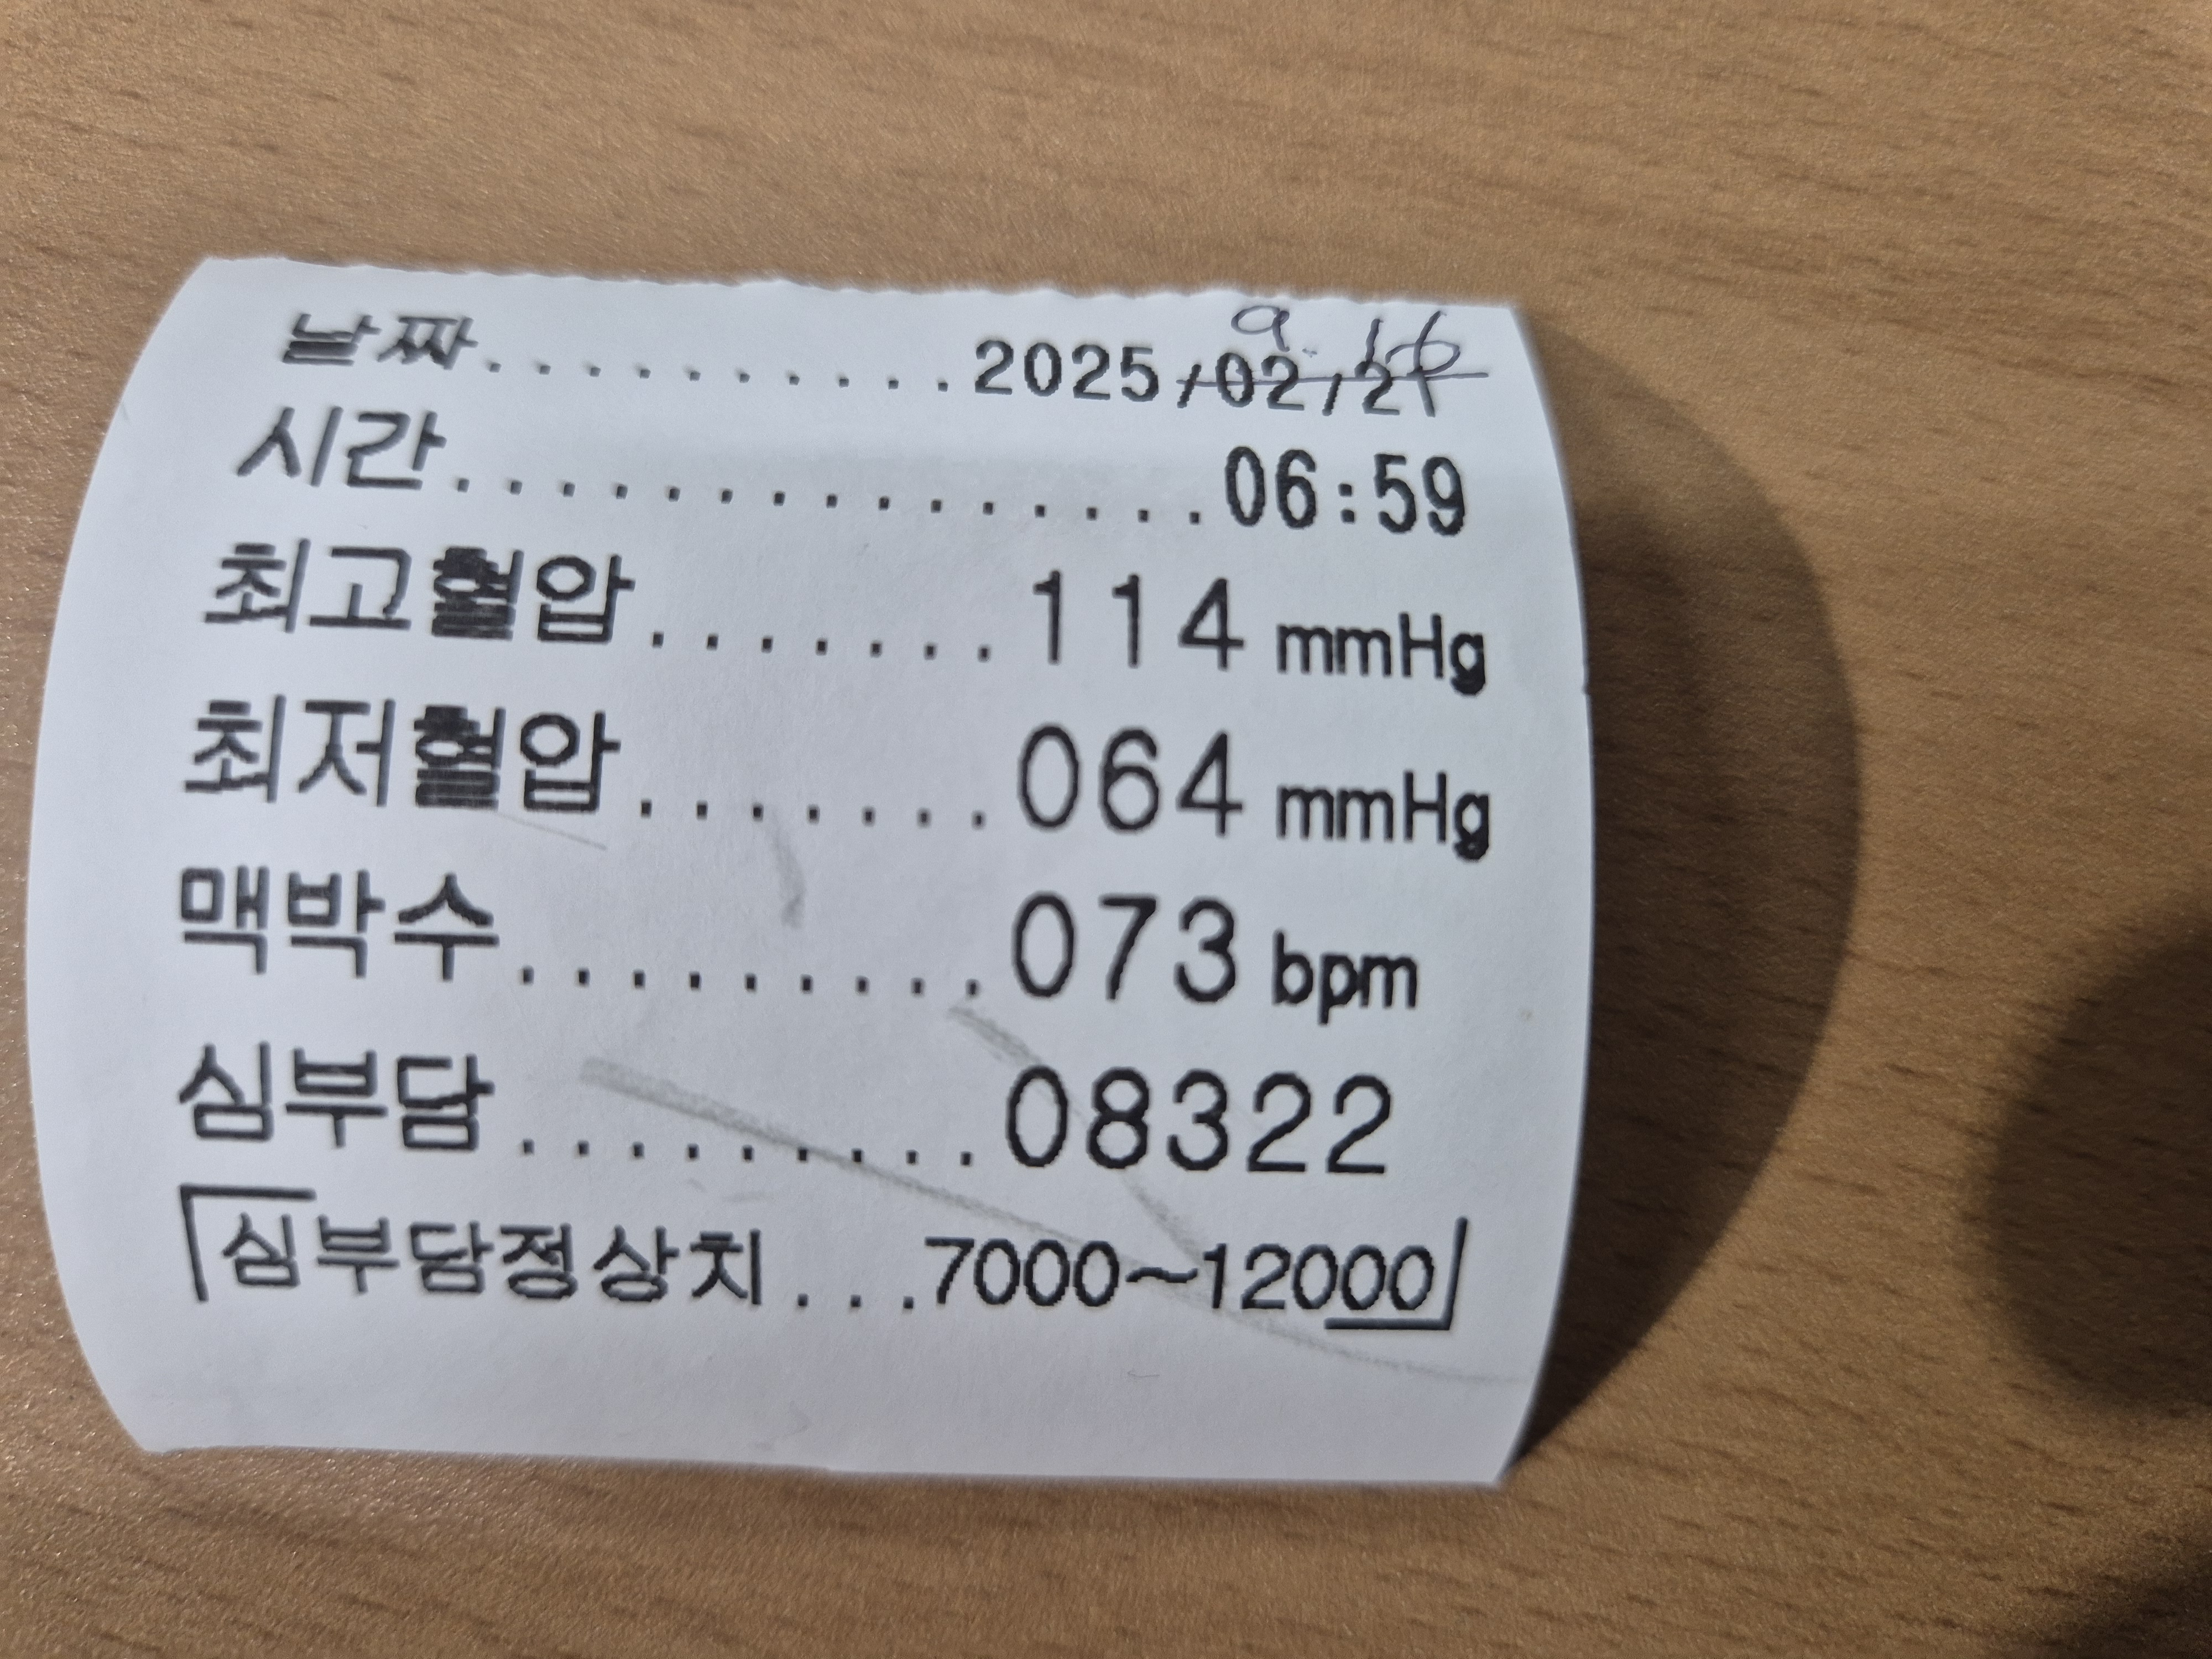 9. 16
날짜..........2025/02/21
시간...............06:59
최고혈압.......114 mmHg
최저혈압.......064 mmHg
맥박수.........073 bpm
심부담.........08322
「심부담정상치...7000~12000」